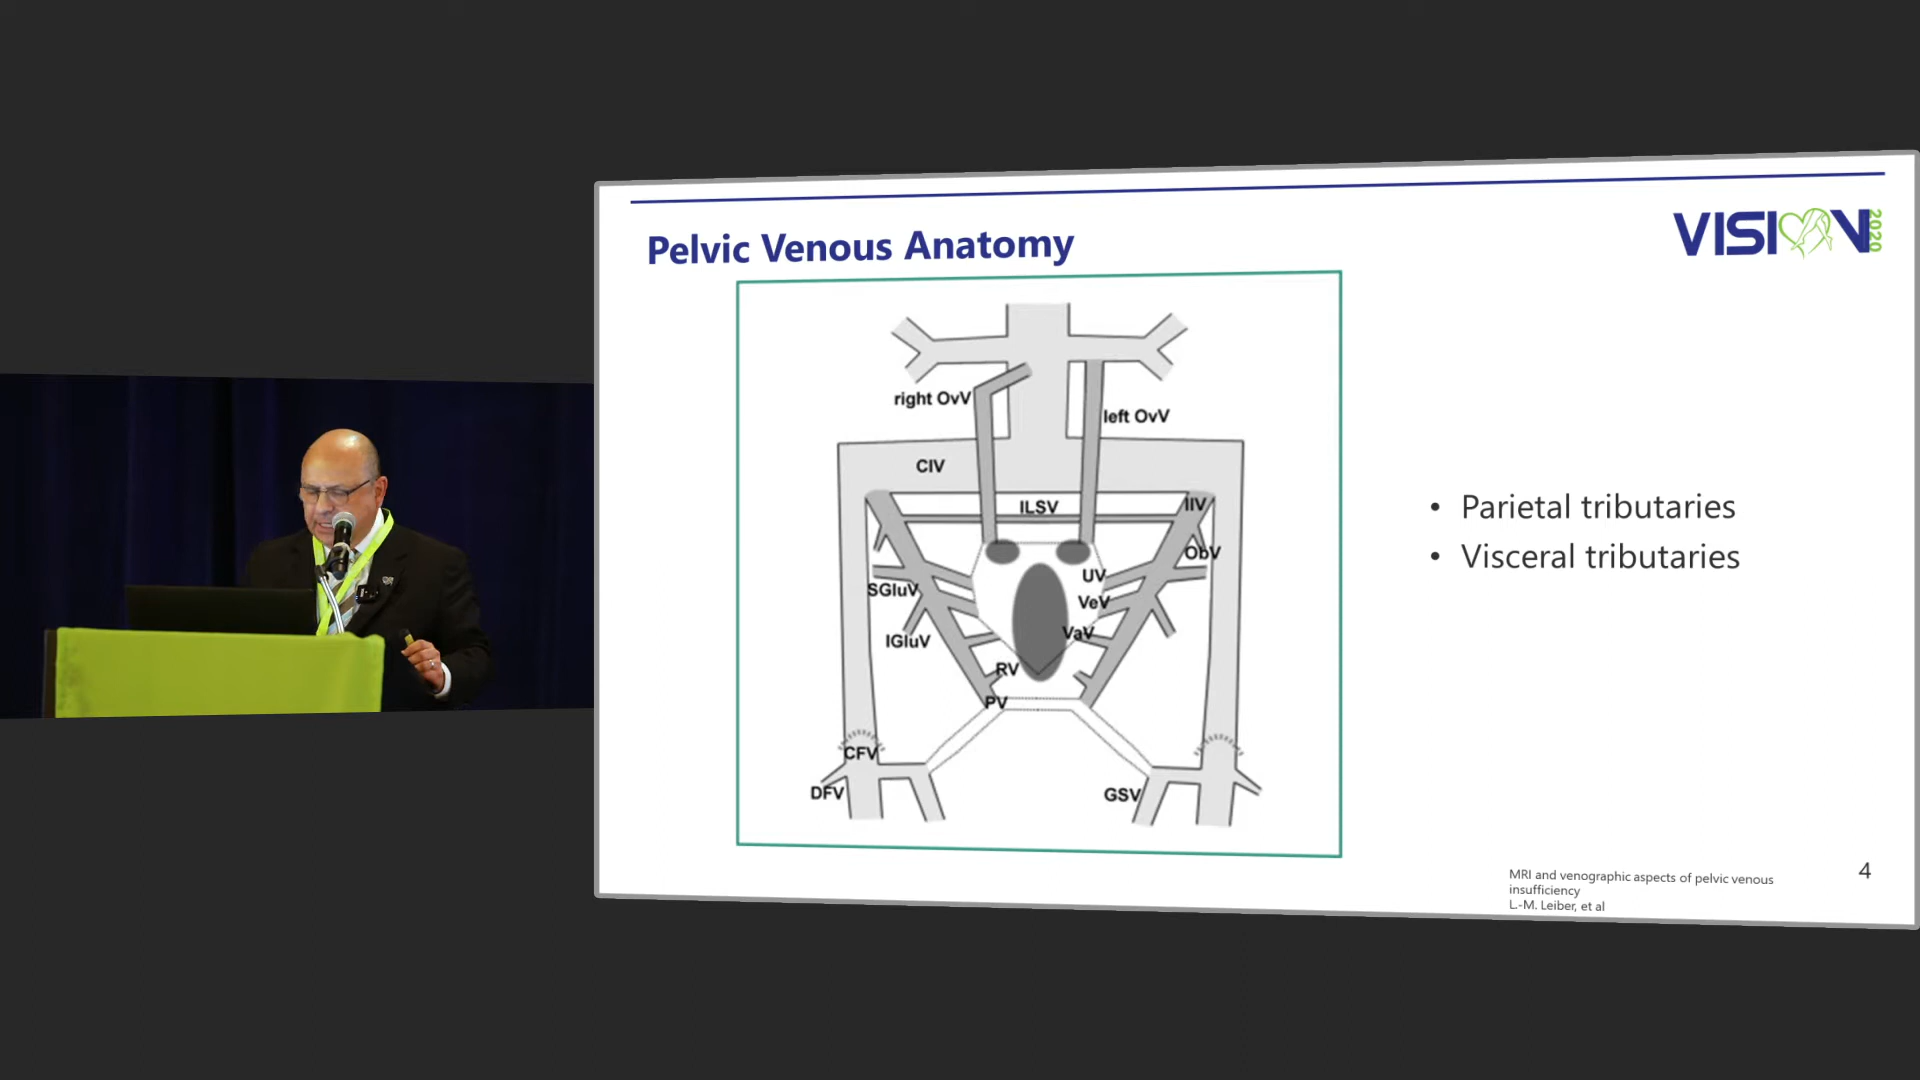 Pelvic Venous Anatomy
VISION 2020
right OvV
left OvV
CIV
ILSV
IIV
ObV
UV
SGluV
VeV
VaV
IGluV
RV
PV
CFV
DFV
GSV
• Parietal tributaries
• Visceral tributaries
MRI and venographic aspects of pelvic venous
insufficiency
L.-M. Leiber, et al
4